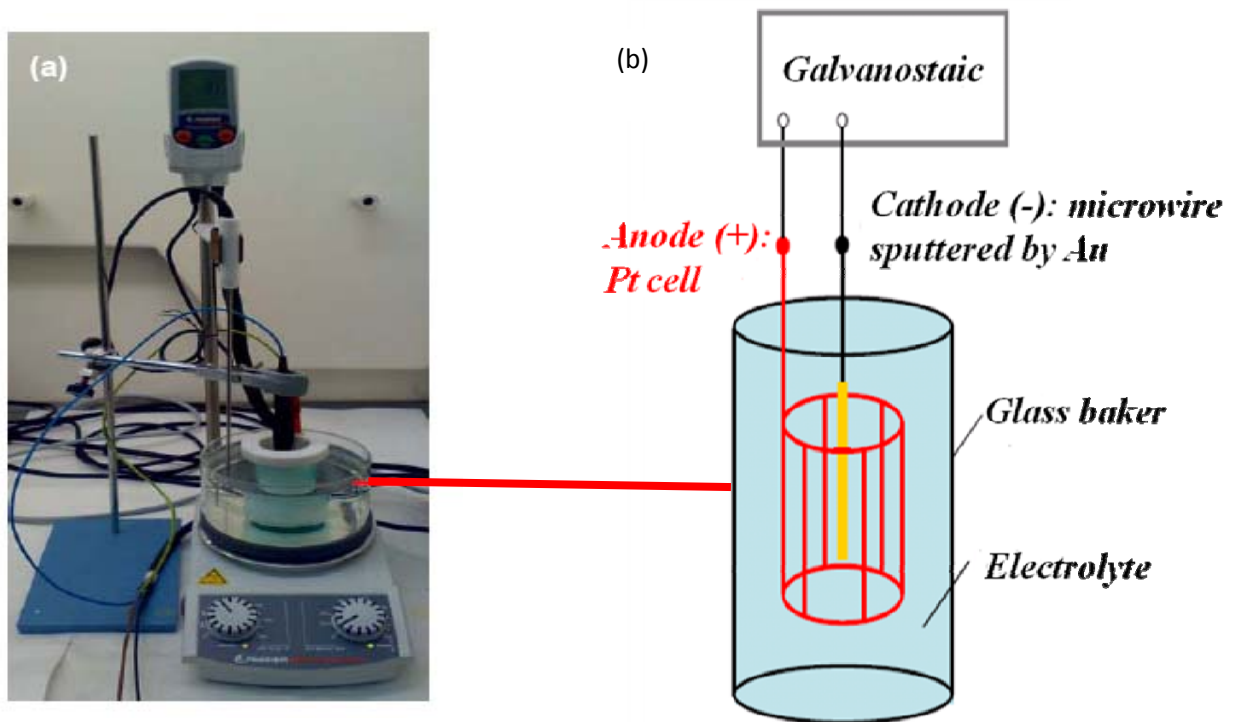 (a)
(b)
Galvanostaic
Anode (+):
Pt cell
Cathode (-): microwire
sputtered by Au
Glass baker
Electrolyte